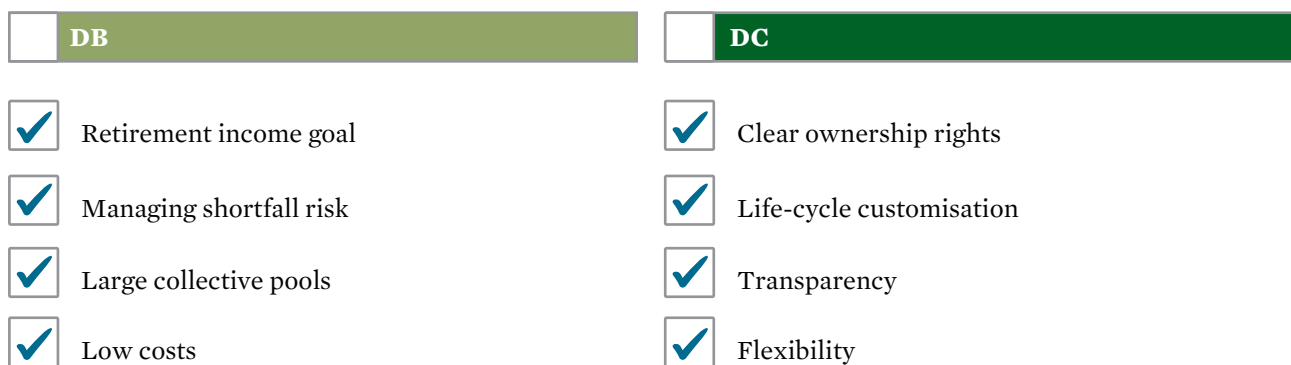 DB
Retirement income goal
Managing shortfall risk
Large collective pools
Low costs
DC
Clear ownership rights
Life-cycle customisation
Transparency
Flexibility